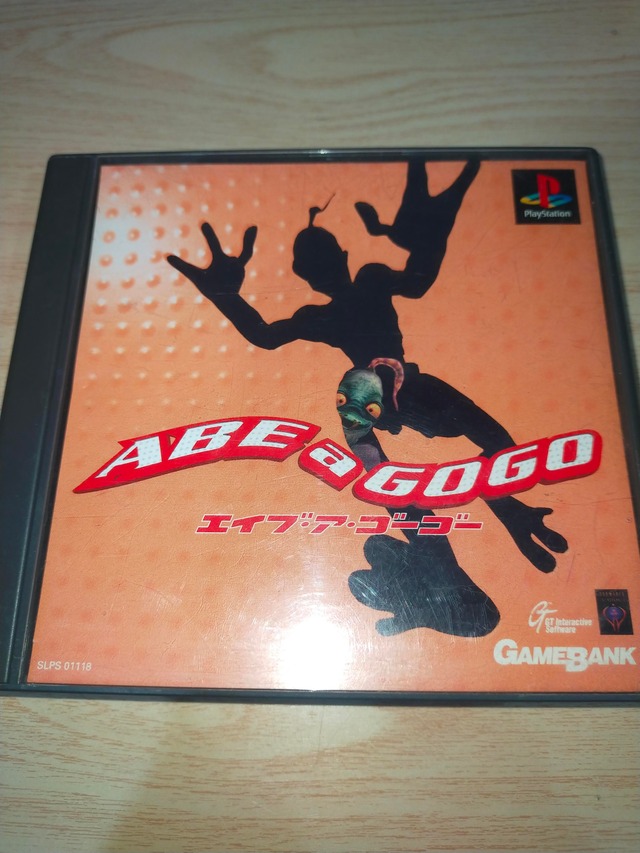 PlayStation
ABE a GOGO
エイブ・ア・ゴーゴー
GT Interactive
Software
GAMEBANK
SLPS 01118